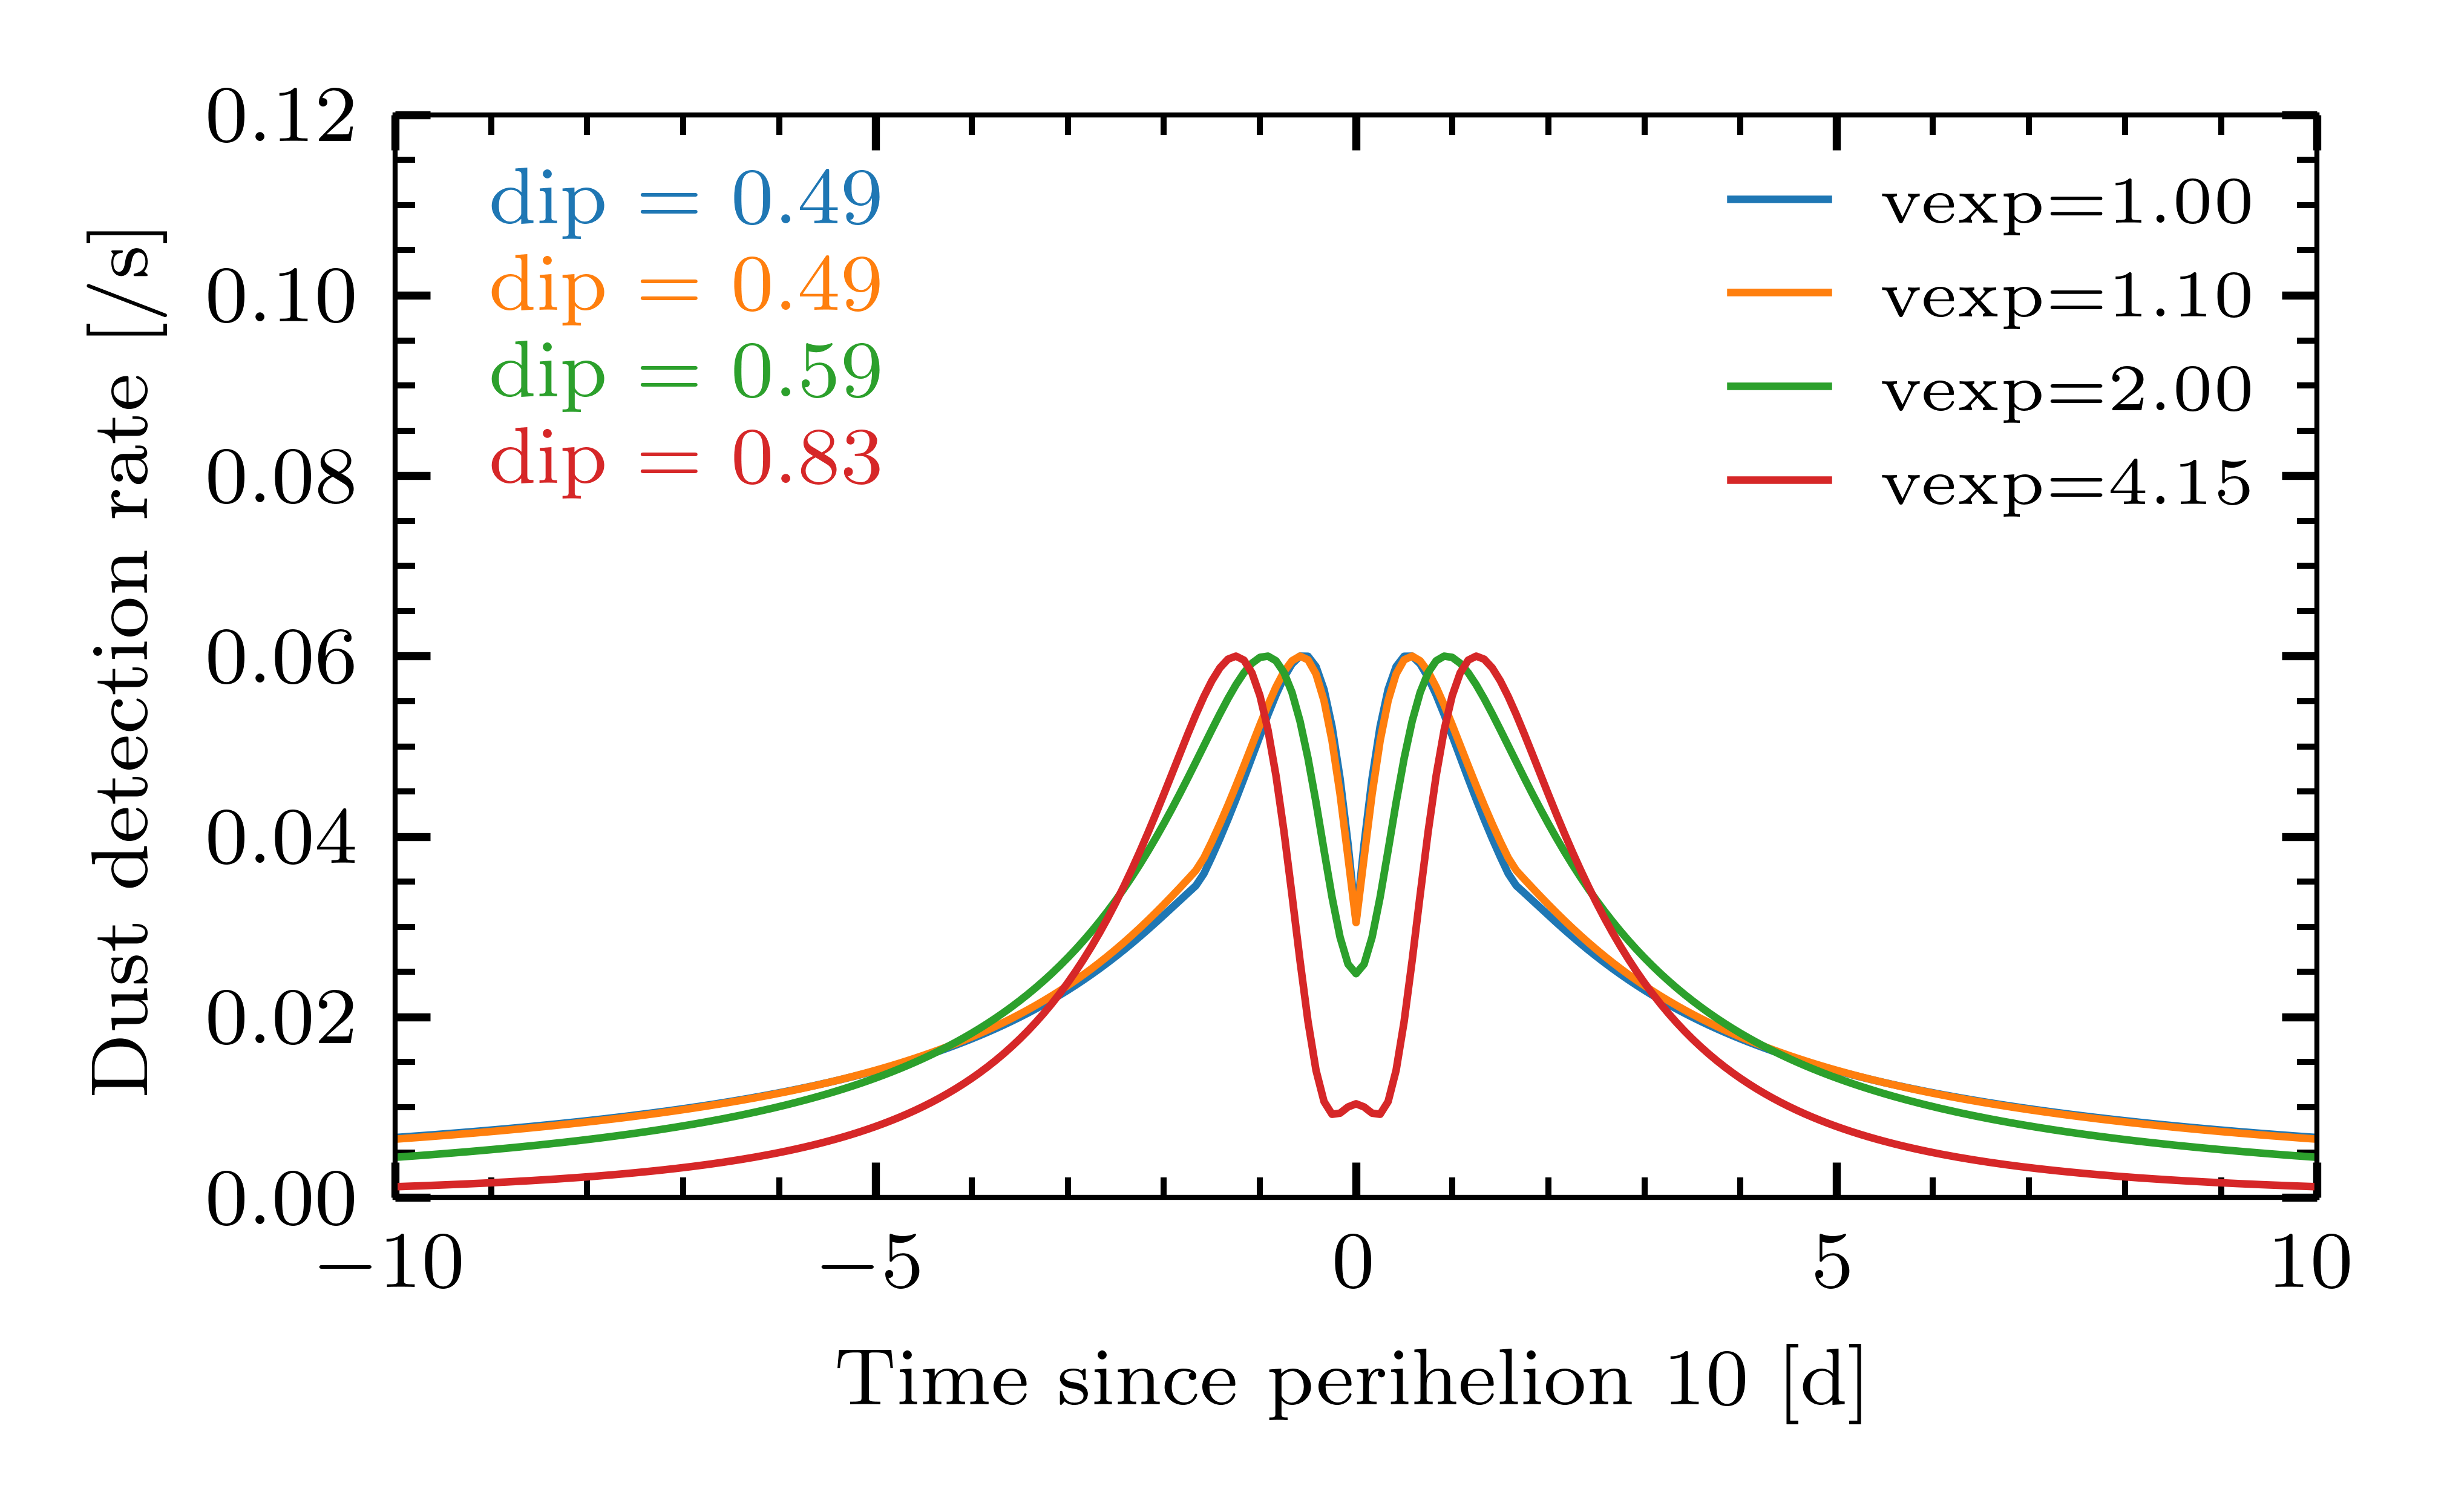 Dust detection rate [/s]
0.12
0.10
0.08
0.06
0.04
0.02
0.00
dip = 0.49
dip = 0.49
dip = 0.59
dip = 0.83
vexp=1.00
vexp=1.10
vexp=2.00
vexp=4.15
−10 −5 0 5 10
Time since perihelion 10 [d]